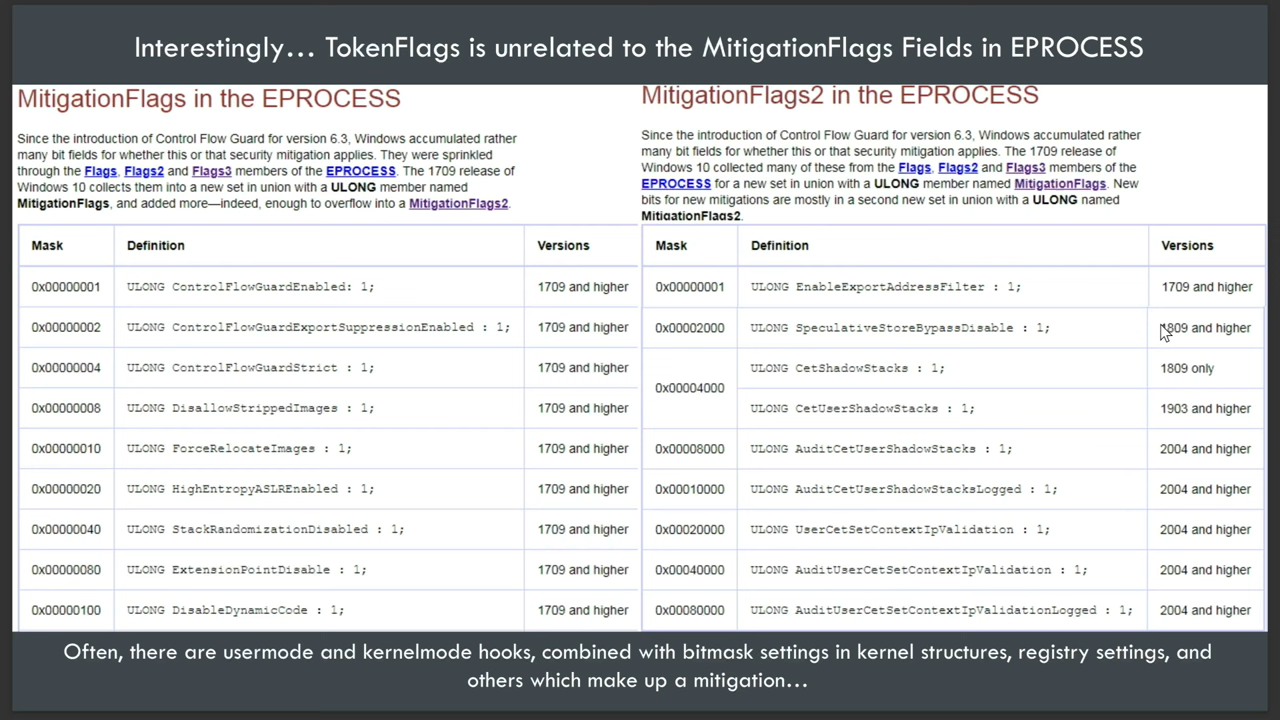 Interestingly… TokenFlags is unrelated to the MitigationFlags Fields in EPROCESS
MitigationFlags in the EPROCESS
Since the introduction of Control Flow Guard for version 6.3, Windows accumulated rather
many bit fields for whether this or that security mitigation applies. They were sprinkled
through the Flags, Flags2 and Flags3 members of the EPROCESS. The 1709 release of
Windows 10 collects them into a new set in union with a ULONG member named
MitigationFlags, and added more—indeed, enough to overflow into a MitigationFlags2.
Mask Definition Versions
0x00000001 ULONG ControlFlowGuardEnabled: 1; 1709 and higher
0x00000002 ULONG ControlFlowGuardExportSuppressionEnabled : 1; 1709 and higher
0x00000004 ULONG ControlFlowGuardStrict : 1; 1709 and higher
0x00000008 ULONG DisallowStrippedImages : 1; 1709 and higher
0x00000010 ULONG ForceRelocateImages : 1; 1709 and higher
0x00000020 ULONG HighEntropyASLREnabled : 1; 1709 and higher
0x00000040 ULONG StackRandomizationDisabled : 1; 1709 and higher
0x00000080 ULONG ExtensionPointDisable : 1; 1709 and higher
0x00000100 ULONG DisableDynamicCode : 1; 1709 and higher
MitigationFlags2 in the EPROCESS
Since the introduction of Control Flow Guard for version 6.3, Windows accumulated rather
many bit fields for whether this or that security mitigation applies. The 1709 release of
Windows 10 collected many of these from the Flags, Flags2 and Flags3 members of the
EPROCESS for a new set in union with a ULONG member named MitigationFlags. New
bits for new mitigations are mostly in a second new set in union with a ULONG named
MitigationFlags2.
Mask Definition Versions
0x00000001 ULONG EnableExportAddressFilter : 1; 1709 and higher
0x00002000 ULONG SpeculativeStoreBypassDisable : 1; 1809 and higher
0x00004000 ULONG CetShadowStacks : 1; 1809 only
ULONG CetUserShadowStacks : 1; 1903 and higher
0x00008000 ULONG AuditCetUserShadowStacks : 1; 2004 and higher
0x00010000 ULONG AuditCetUserShadowStacksLogged : 1; 2004 and higher
0x00020000 ULONG UserCetSetContextIpValidation : 1; 2004 and higher
0x00040000 ULONG AuditUserCetSetContextIpValidation : 1; 2004 and higher
0x00080000 ULONG AuditUserCetSetContextIpValidationLogged : 1; 2004 and higher
Often, there are usermode and kernelmode hooks, combined with bitmask settings in kernel structures, registry settings, and
others which make up a mitigation…